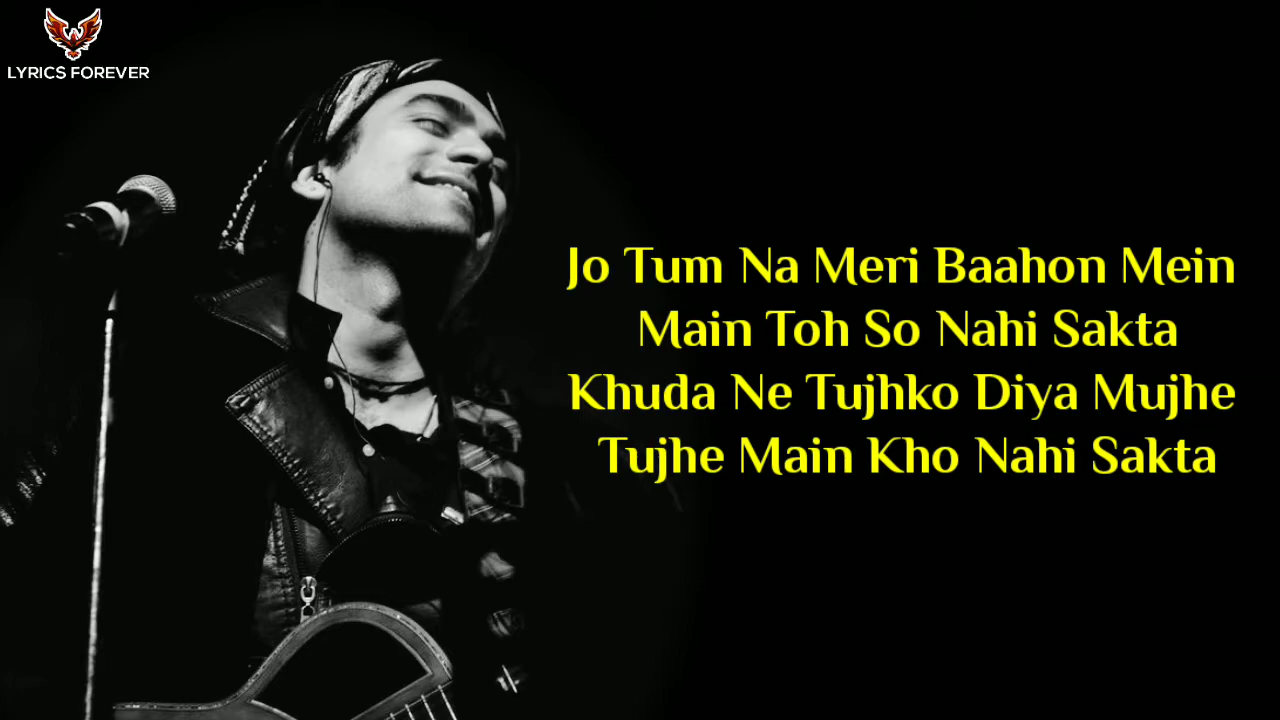 LYRICS FOREVER
Jo Tum Na Meri Baahon Mein
Main Toh So Nahi Sakta
Khuda Ne Tujhko Diya Mujhe
Tujhe Main Kho Nahi Sakta